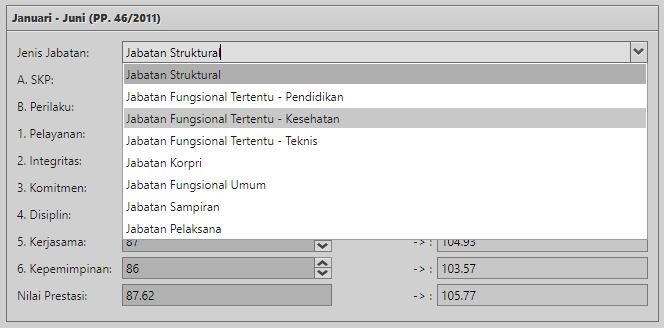 Januari - Juni (PP. 46/2011)
Jenis Jabatan: Jabatan Struktural
A. SKP: Jabatan Struktural
Jabatan Fungsional Tertentu - Pendidikan
B. Perilaku:
Jabatan Fungsional Tertentu - Kesehatan
1. Pelayanan:
Jabatan Fungsional Tertentu - Teknis
2. Integritas: Jabatan Korpri
3. Komitmen: Jabatan Fungsional Umum
4. Disiplin: Jabatan Sampiran
Jabatan Pelaksana
5. Kerjasama: 87 -> : 104.93
6. Kepemimpinan: 86 -> : 103.57
Nilai Prestasi: 87.62 -> : 105.77